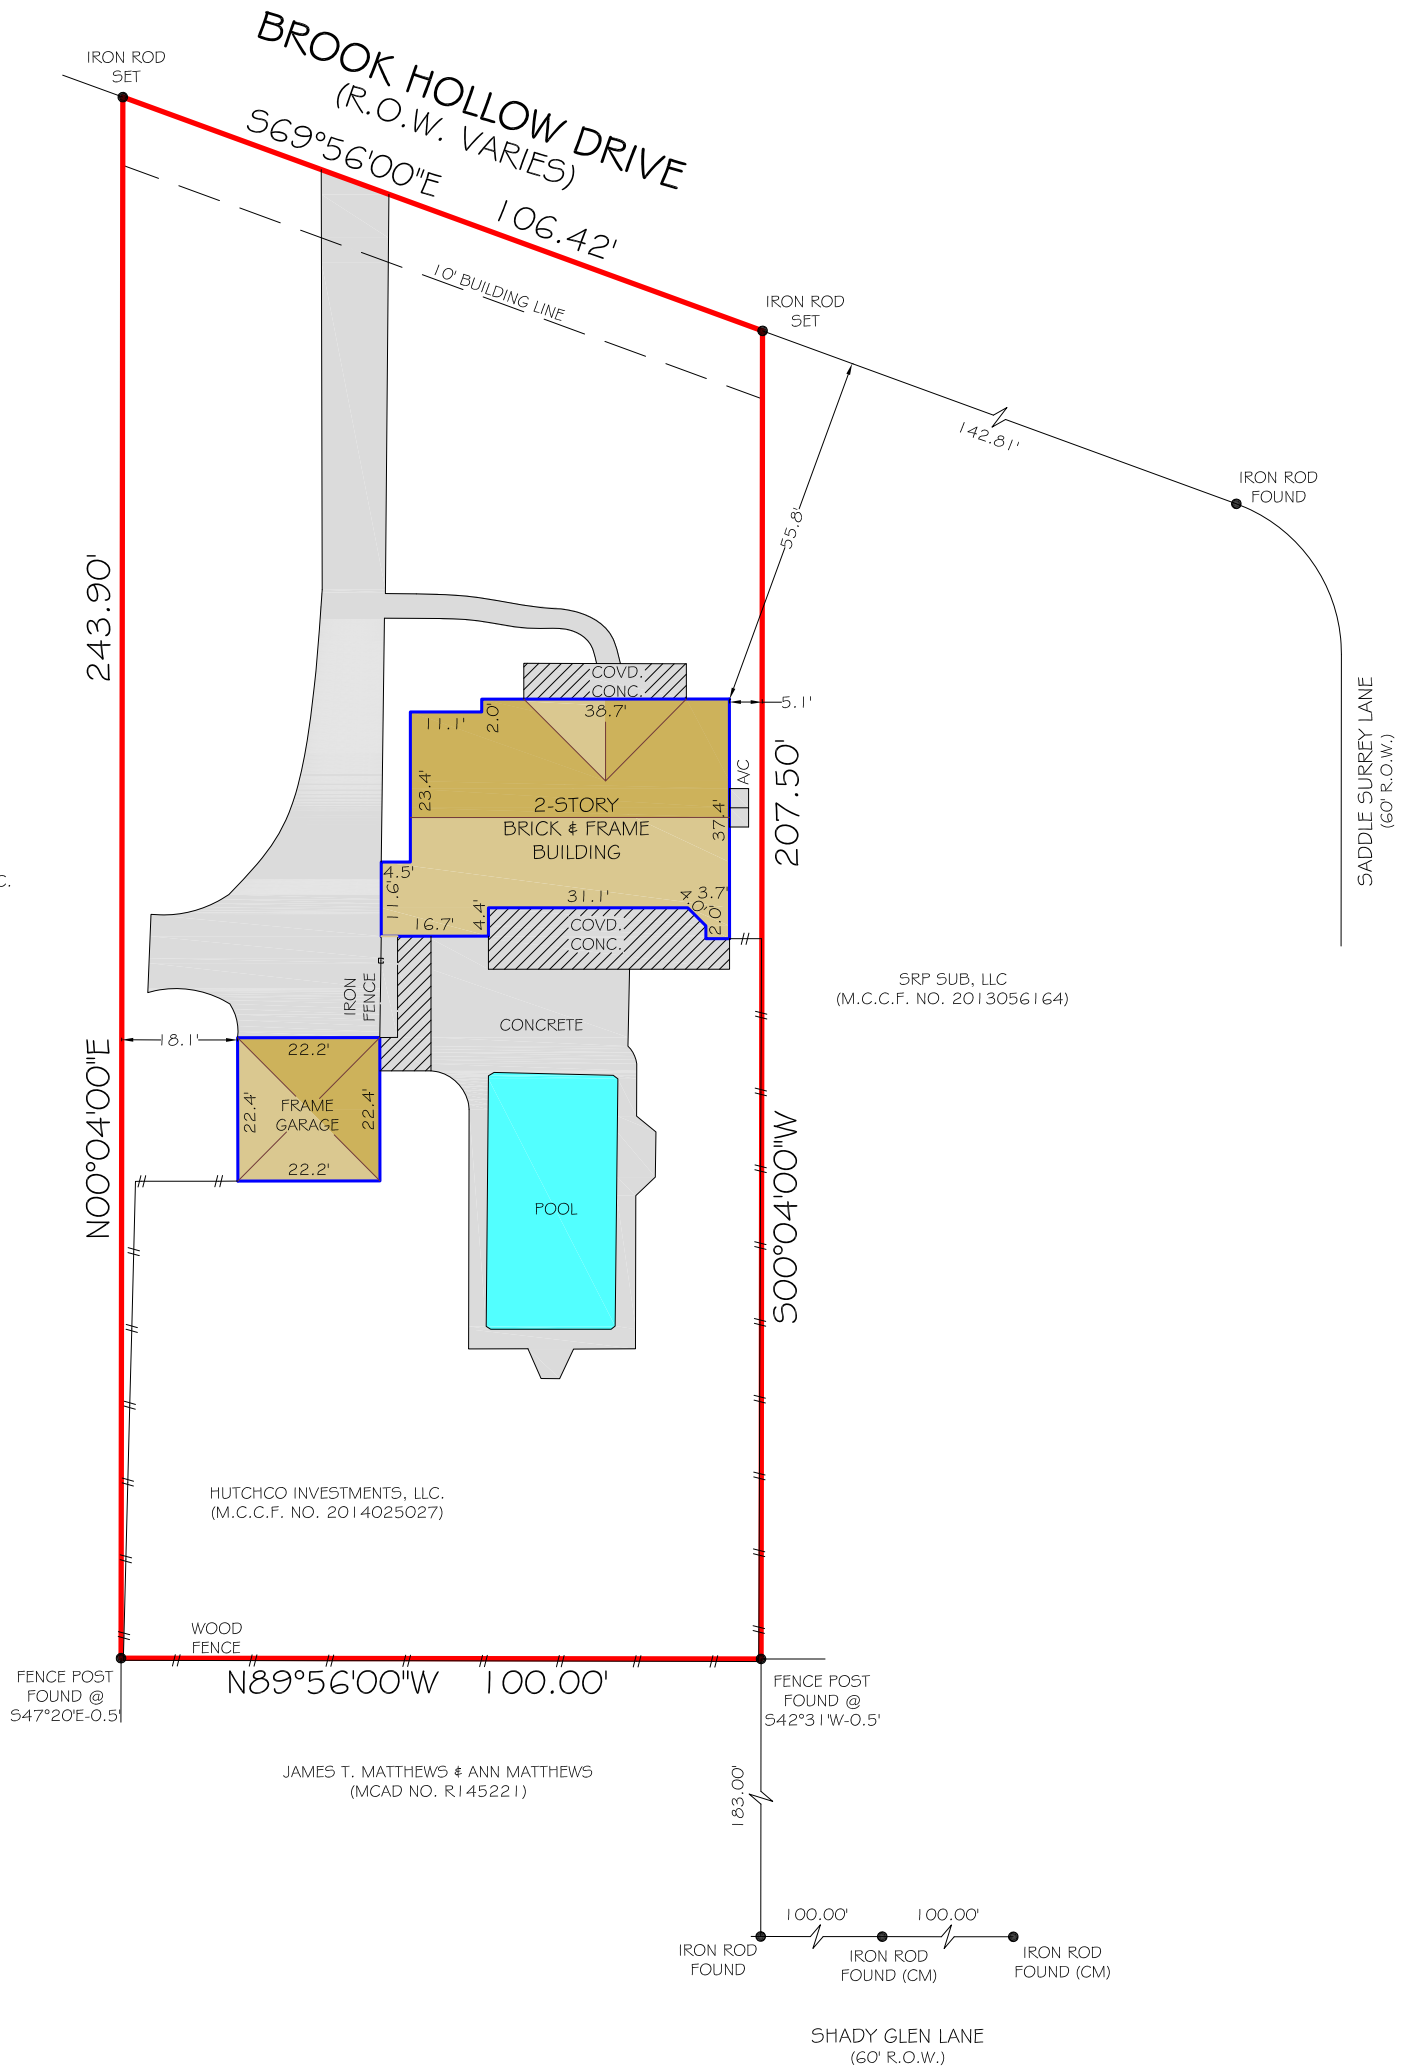 BROOK HOLLOW DRIVE
(R.O.W. VARIES)
S69°56'00"E 106.42'
IRON ROD
SET
10' BUILDING LINE
IRON ROD
SET
142.81'
IRON ROD
FOUND
55.8'
243.90'
N00°04'00"E
COVD.
CONC.
38.7'
5.1'
11.1'
2.0'
23.4'
A/C
207.50'
S00°04'00"W
SADDLE SURREY LANE
(60' R.O.W.)
2-STORY
BRICK & FRAME
BUILDING
37.4'
4.5'
11.6'
16.7'
4.4'
31.1'
4.0'
3.7'
2.0'
C.
COVD.
CONC.
IRON
FENCE
CONCRETE
SRP SUB, LLC
(M.C.C.F. NO. 2013056164)
18.1'
22.2'
22.4'
FRAME
GARAGE
22.4'
22.2'
POOL
HUTCHCO INVESTMENTS, LLC.
(M.C.C.F. NO. 2014025027)
WOOD
FENCE
FENCE POST
FOUND @
S47°20'E-0.5'
N89°56'00"W 100.00'
FENCE POST
FOUND @
S42°31'W-0.5'
JAMES T. MATTHEWS & ANN MATTHEWS
(MCAD NO. R145221)
183.00'
100.00'
100.00'
IRON ROD
FOUND
IRON ROD
FOUND (CM)
IRON ROD
FOUND (CM)
SHADY GLEN LANE
(60' R.O.W.)